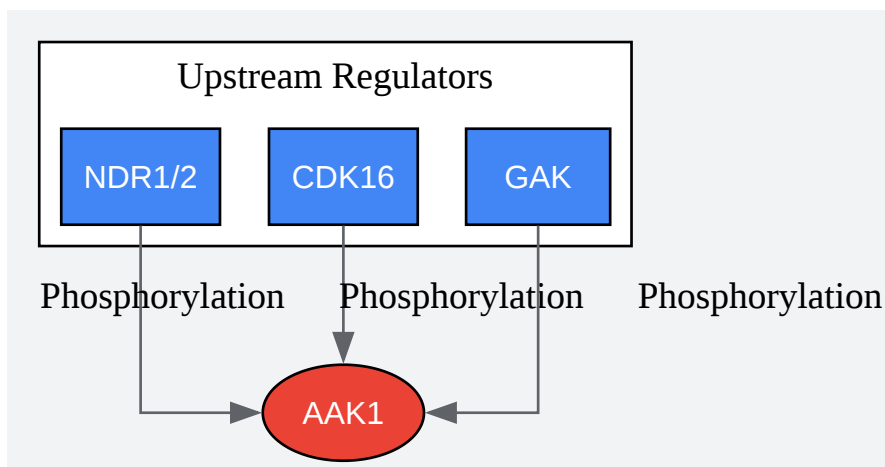 Upstream Regulators
NDR1/2 CDK16 GAK
Phosphorylation Phosphorylation Phosphorylation
AAK1